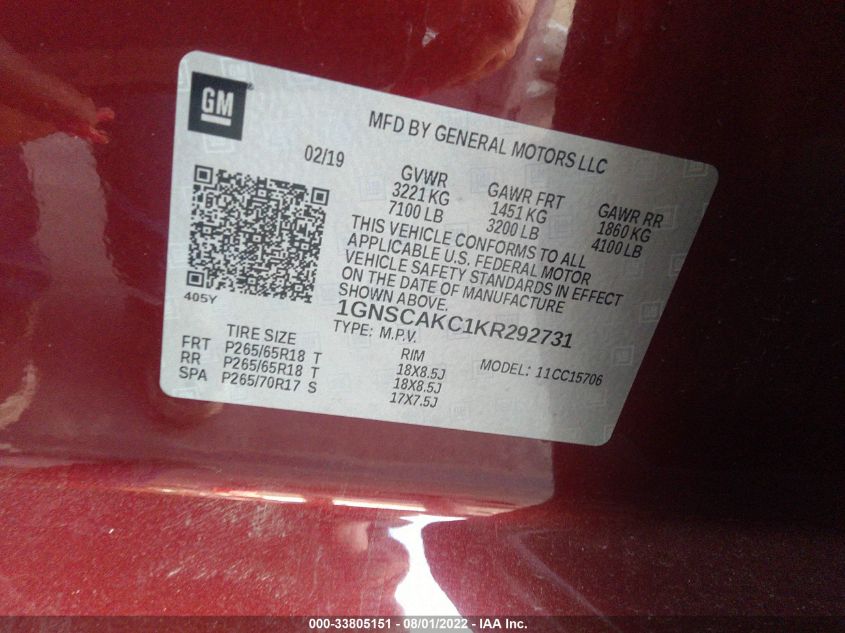 GM
MFD BY GENERAL MOTORS LLC
02/19
GVWR
3221 KG
7100 LB
GAWR FRT
1451 KG
3200 LB
GAWR RR
1860 KG
4100 LB
THIS VEHICLE CONFORMS TO ALL
APPLICABLE U.S. FEDERAL MOTOR
VEHICLE SAFETY STANDARDS IN EFFECT
ON THE DATE OF MANUFACTURE
SHOWN ABOVE.
405Y
1GNSCAKC1KR292731
TYPE: M.P.V.
MODEL: 11CC15706
TIRE SIZE RIM
FRT P265/65R18 T 18X8.5J
RR P265/65R18 T 18X8.5J
SPA P265/70R17 S 17X7.5J
000-33805151 - 08/01/2022 - IAA Inc.